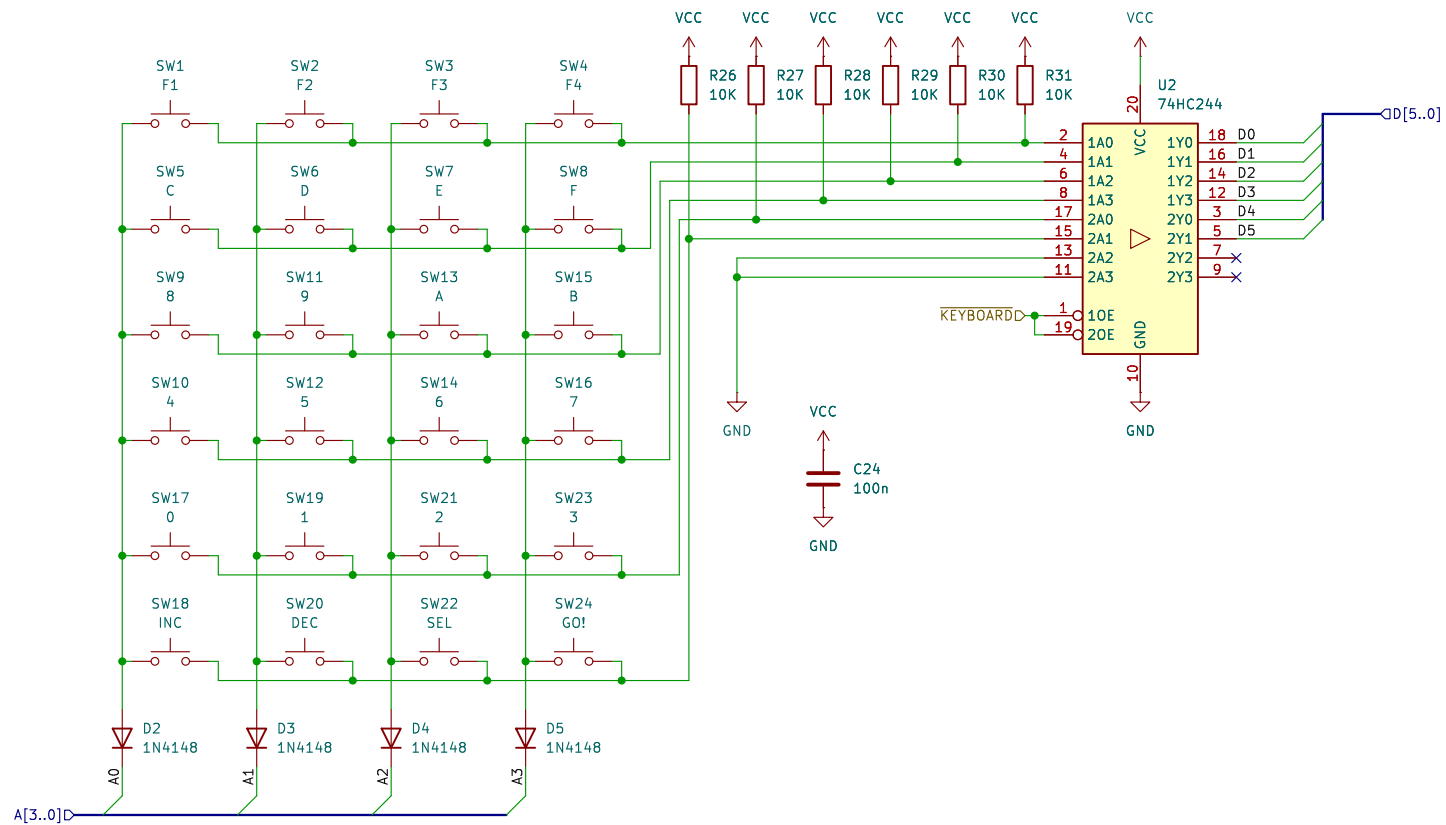 VCC VCC VCC VCC VCC VCC VCC
SW1 SW2 SW3 SW4
F1 F2 F3 F4
R26 R27 R28 R29 R30 R31
10K 10K 10K 10K 10K 10K
U2
74HC244
20
VCC
D[5..0]
2 1A0 1Y0 18 D0
4 1A1 1Y1 16 D1
6 1A2 1Y2 14 D2
8 1A3 1Y3 12 D3
17 2A0 2Y0 3 D4
15 2A1 2Y1 5 D5
13 2A2 2Y2 7
11 2A3 2Y3 9
KEYBOARD 1 1OE
19 2OE
GND
10
GND
SW5 SW6 SW7 SW8
C D E F
SW9 SW11 SW13 SW15
8 9 A B
SW10 SW12 SW14 SW16
4 5 6 7
GND
VCC
C24
100n
GND
SW17 SW19 SW21 SW23
0 1 2 3
SW18 SW20 SW22 SW24
INC DEC SEL GO!
D2 D3 D4 D5
1N4148 1N4148 1N4148 1N4148
A0 A1 A2 A3
A[3..0]